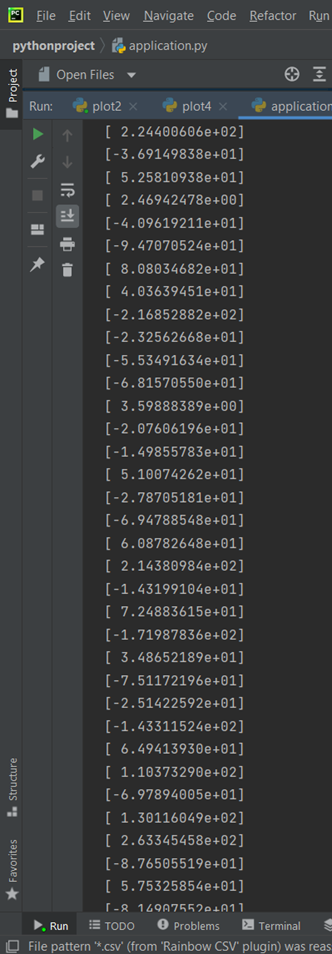 PC File Edit View Navigate Code Refactor Run
pythonproject application.py
Project
Open Files
Run: plot2 plot4 application
[ 2.24400606e+02]
[-3.69149838e+01]
[ 5.25810938e+01]
[ 2.46942478e+00]
[-4.09619211e+01]
[-9.47070524e+01]
[ 8.08034682e+01]
[ 4.03639451e+01]
[-2.16852882e+02]
[-2.32562668e+01]
[-5.53491634e+01]
[-6.81570550e+01]
[ 3.59888389e+00]
[-2.07606196e+01]
[-1.49855783e+01]
[ 5.10074262e+01]
[-2.78705181e+01]
[-6.94788548e+01]
[ 6.08782648e+01]
[ 2.14380984e+02]
[-1.43199104e+01]
[ 7.24883615e+01]
[-1.71987836e+02]
[ 3.48652189e+01]
[-7.51172196e+01]
[-2.51422592e+01]
[-1.43311524e+02]
[ 6.49413930e+01]
[ 1.10373290e+02]
[-6.97894005e+01]
[ 1.30116049e+02]
[ 2.63345458e+02]
[-8.76505519e+01]
[ 5.75325854e+01]
[-8.14907552e+01]
Structure
Favorites
Run TODO Problems Terminal
File pattern '*.csv' (from 'Rainbow CSV' plugin) was reas